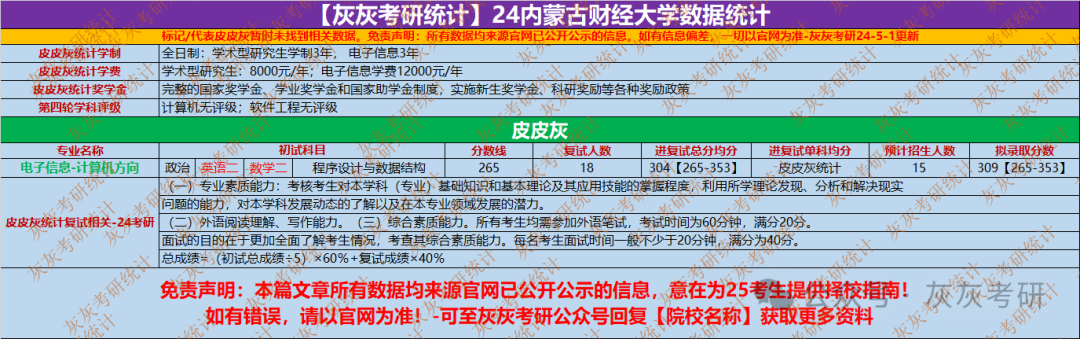 【灰灰考研统计】24内蒙古财经大学数据统计
标记/代表皮皮灰暂时未找到相关数据。免责声明：所有数据均来源官网已公开公示的信息。如有信息偏差，一切以官网为准-灰灰考研24-5-1更新
皮皮灰统计学制 全日制：学术型研究生学制3年， 电子信息3年
皮皮灰统计学费 学术型研究生：8000元/年；电子信息学费12000元/年
皮皮灰统计奖学金 完整的国家奖学金、学业奖学金和国家助学金制度，实施新生奖学金、科研奖励等各种奖励政策
第四轮学科评级 计算机无评级；软件工程无评级
皮皮灰
专业名称 初试科目 分数线 复试人数 进复试总分均分 进复试单科均分 预计招生人数 拟录取分数
电子信息-计算机方向 政治 英语二 数学二 程序设计与数据结构 265 18 304【265-353】 皮皮灰统计 15 309【265-353】
皮皮灰统计复试相关-24考研
（一）专业素质能力：考核考生对本学科（专业）基础知识和基本理论及其应用技能的掌握程度，利用所学理论发现、分析和解决现实
问题的能力，对本学科发展动态的了解以及在本专业领域发展的潜力。
（二）外语阅读理解、写作能力。（三）综合素质能力。所有考生均需参加外语笔试，考试时间为60分钟，满分20分。
面试的目的在于更加全面了解考生情况，考查其综合素质能力。每名考生面试时间一般不少于20分钟，满分为40分。
总成绩=（初试总成绩÷5）×60%+复试成绩×40%
免责声明：本篇文章所有数据均来源官网已公开公示的信息，意在为25考生提供择校指南！
如有错误，请以官网为准！-可至灰灰考研公众号回复【院校名称】获取更多资料
公众号 灰灰考研
灰灰考研统计